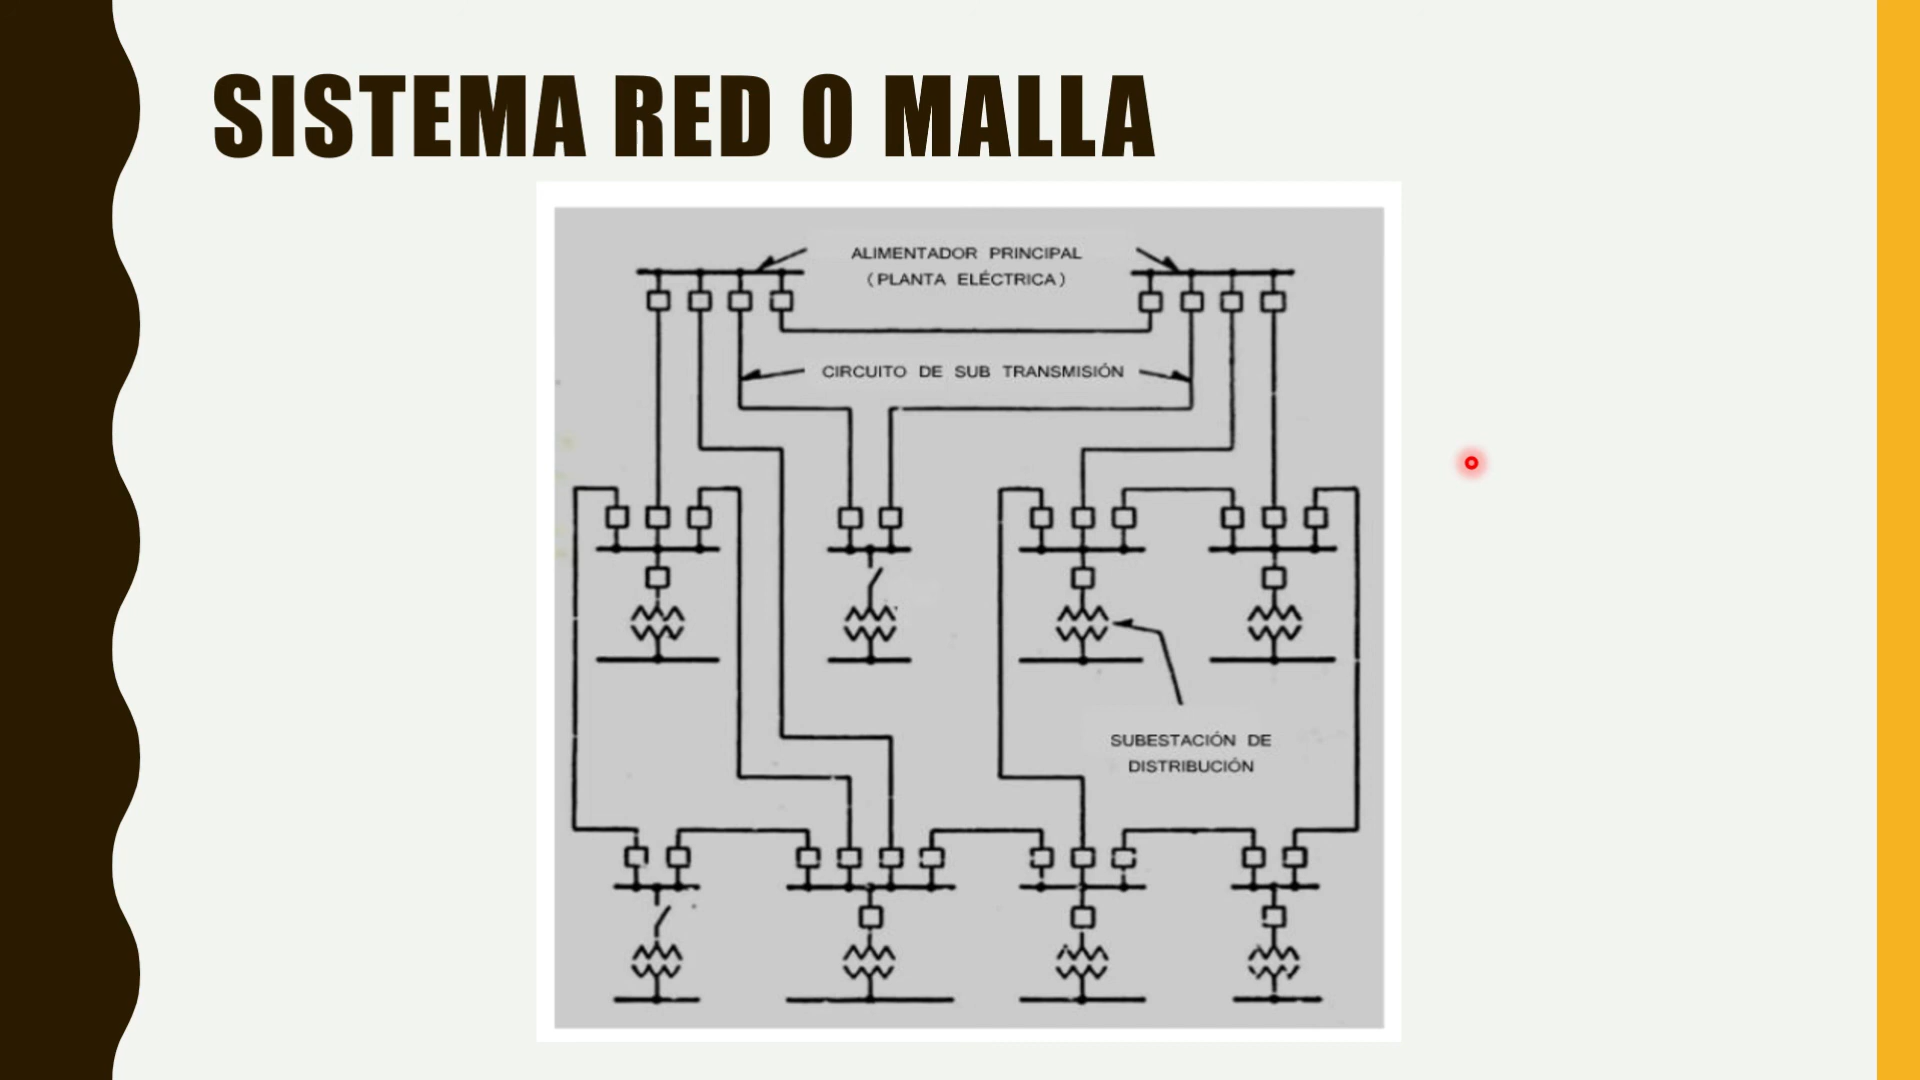 SISTEMA RED O MALLA
ALIMENTADOR PRINCIPAL
(PLANTA ELÉCTRICA)
CIRCUITO DE SUB TRANSMISIÓN
SUBESTACIÓN DE
DISTRIBUCIÓN